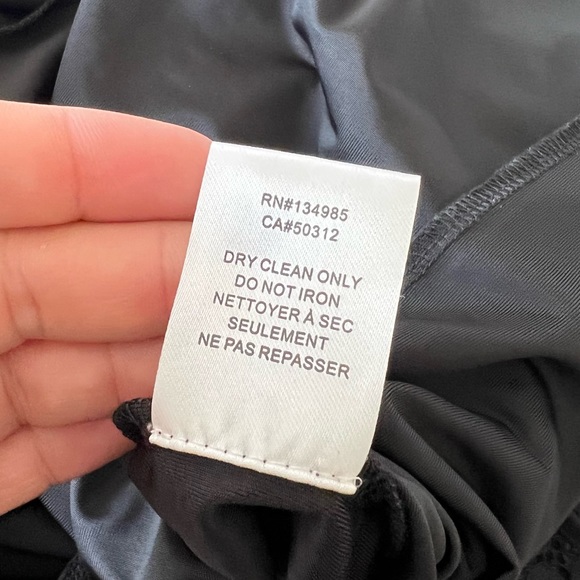 RN#134985
CA#50312
DRY CLEAN ONLY
DO NOT IRON
NETTOYER À SEC
SEULEMENT
NE PAS REPASSER